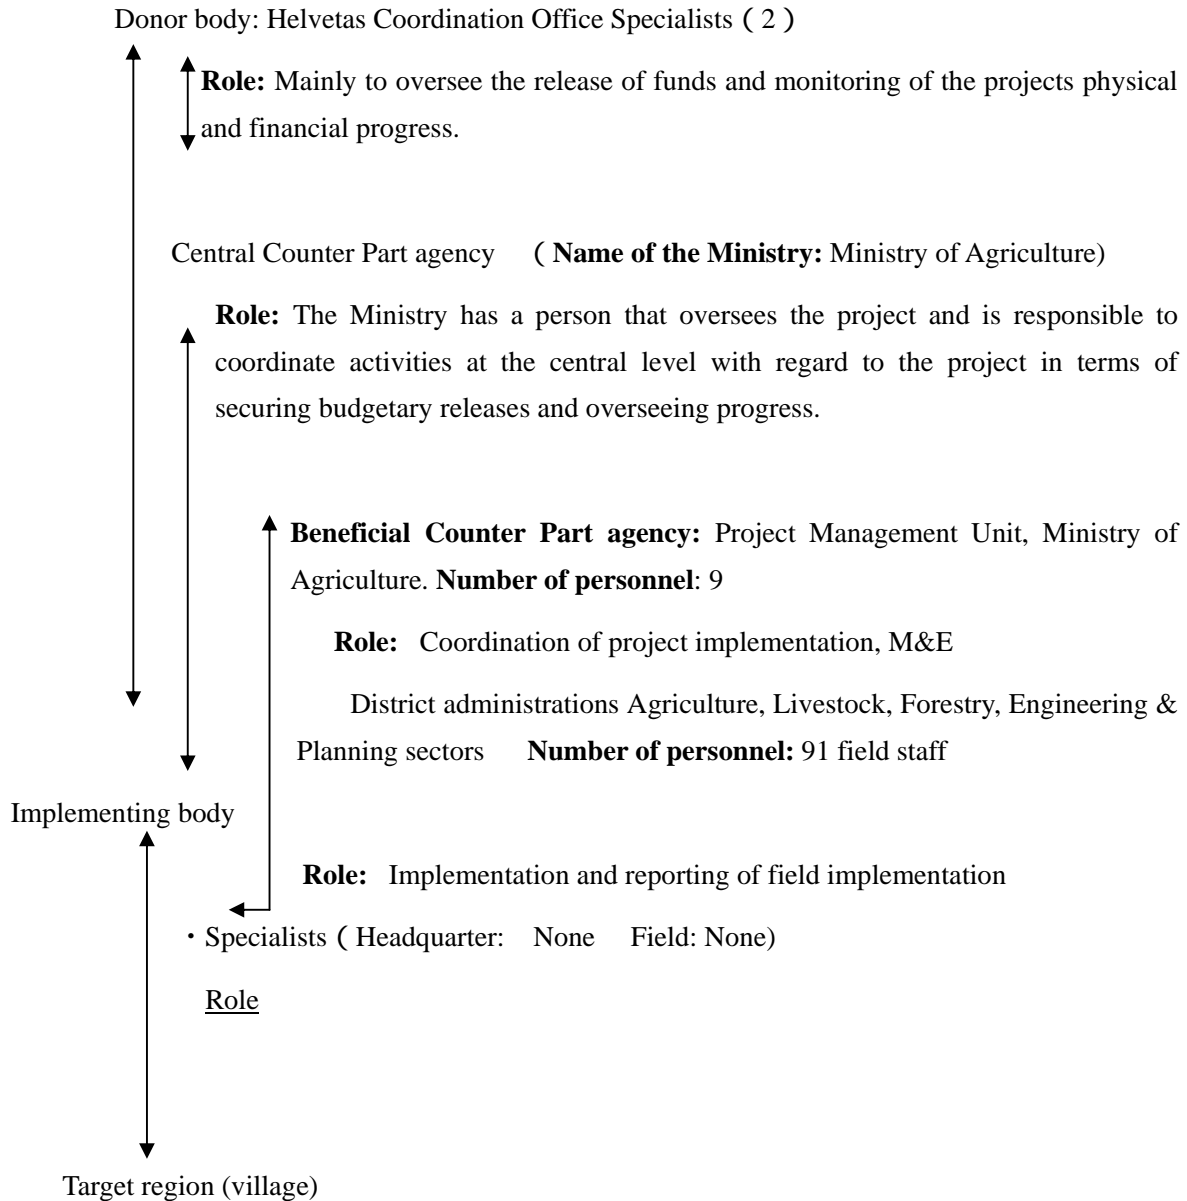 Donor body: Helvetas Coordination Office Specialists（2）
Role: Mainly to oversee the release of funds and monitoring of the projects physical
and financial progress.
Central Counter Part agency （Name of the Ministry: Ministry of Agriculture)
Role: The Ministry has a person that oversees the project and is responsible to
coordinate activities at the central level with regard to the project in terms of
securing budgetary releases and overseeing progress.
Beneficial Counter Part agency: Project Management Unit, Ministry of
Agriculture. Number of personnel: 9
Role: Coordination of project implementation, M&E
District administrations Agriculture, Livestock, Forestry, Engineering &
Planning sectors Number of personnel: 91 field staff
Implementing body
Role: Implementation and reporting of field implementation
・Specialists（Headquarter: None Field: None)
Role
Target region (village)